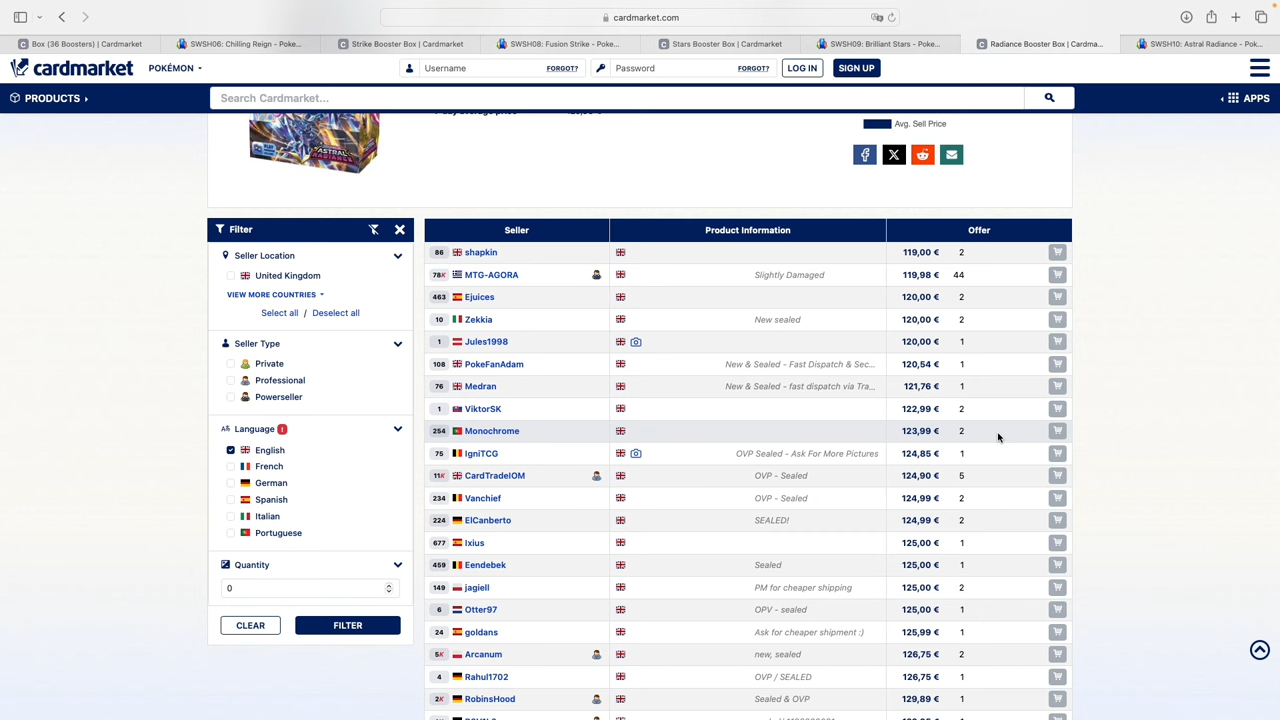 cardmarket.com
Box (36 Boosters) | Cardmarket
SWSH06: Chilling Reign - Poke...
Strike Booster Box | Cardmarket
SWSH08: Fusion Strike - Poke...
Stars Booster Box | Cardmarket
SWSH09: Brilliant Stars - Poke...
Radiance Booster Box | Cardma...
SWSH10: Astral Radiance - Pok...
cardmarket
POKÉMON
Username
FORGOT?
Password
FORGOT?
LOG IN
SIGN UP
PRODUCTS
Search Cardmarket...
APPS
ASTRAL RADIANCE
Avg. Sell Price
Filter
Seller Location
United Kingdom
VIEW MORE COUNTRIES
Select all / Deselect all
Seller Type
Private
Professional
Powerseller
Language !
English
French
German
Spanish
Italian
Portuguese
Quantity
0
CLEAR
FILTER
Seller Product Information Offer
86 shapkin 119,00 € 2
78K MTG-AGORA Slightly Damaged 119,98 € 44
463 Ejuices 120,00 € 2
10 Zekkia New sealed 120,00 € 2
1 Jules1998 120,00 € 1
108 PokeFanAdam New & Sealed - Fast Dispatch & Sec... 120,54 € 1
76 Medran New & Sealed - fast dispatch via Tra... 121,76 € 1
1 ViktorSK 122,99 € 2
254 Monochrome 123,99 € 2
75 IgniTCG OVP Sealed - Ask For More Pictures 124,85 € 1
11K CardTradeIOM OVP - Sealed 124,90 € 5
234 Vanchief OVP - Sealed 124,99 € 2
224 ElCanberto SEALED! 124,99 € 2
677 Ixius 125,00 € 1
459 Eendebek Sealed 125,00 € 1
149 jagiell PM for cheaper shipping 125,00 € 2
6 Otter97 OPV - sealed 125,00 € 1
24 goldans Ask for cheaper shipment :) 125,99 € 1
5K Arcanum new, sealed 126,75 € 2
4 Rahul1702 OVP / SEALED 126,75 € 1
2K RobinsHood Sealed & OVP 129,89 € 1